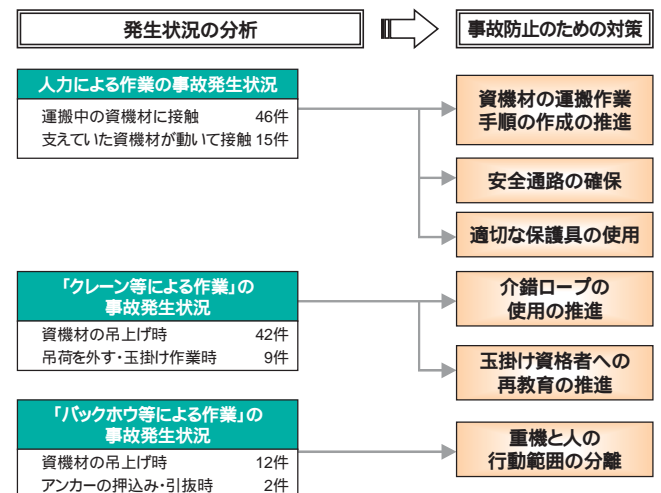 発生状況の分析
事故防止のための対策
人力による作業の事故発生状況
運搬中の資機材に接触 46件
支えていた資機材が動いて接触 15件
資機材の運搬作業
手順の作成の推進
安全通路の確保
適切な保護具の使用
「クレーン等による作業」の
事故発生状況
資機材の吊上げ時 42件
吊荷を外す・玉掛け作業時 9件
介錯ロープの
使用の推進
玉掛け資格者への
再教育の推進
「バックホウ等による作業」の
事故発生状況
資機材の吊上げ時 12件
アンカーの押込み・引抜時 2件
重機と人の
行動範囲の分離